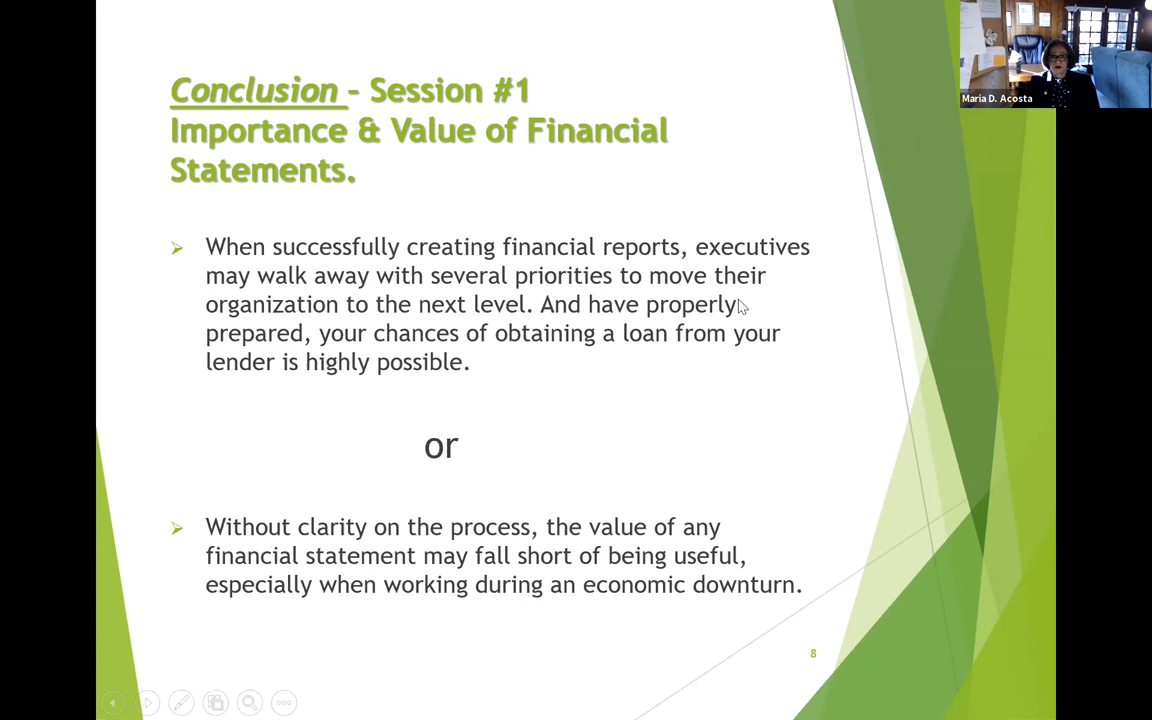 Conclusion - Session #1
Importance & Value of Financial
Statements.
When successfully creating financial reports, executives
may walk away with several priorities to move their
organization to the next level. And have properly
prepared, your chances of obtaining a loan from your
lender is highly possible.
or
Without clarity on the process, the value of any
financial statement may fall short of being useful,
especially when working during an economic downturn.
8
Maria D. Acosta